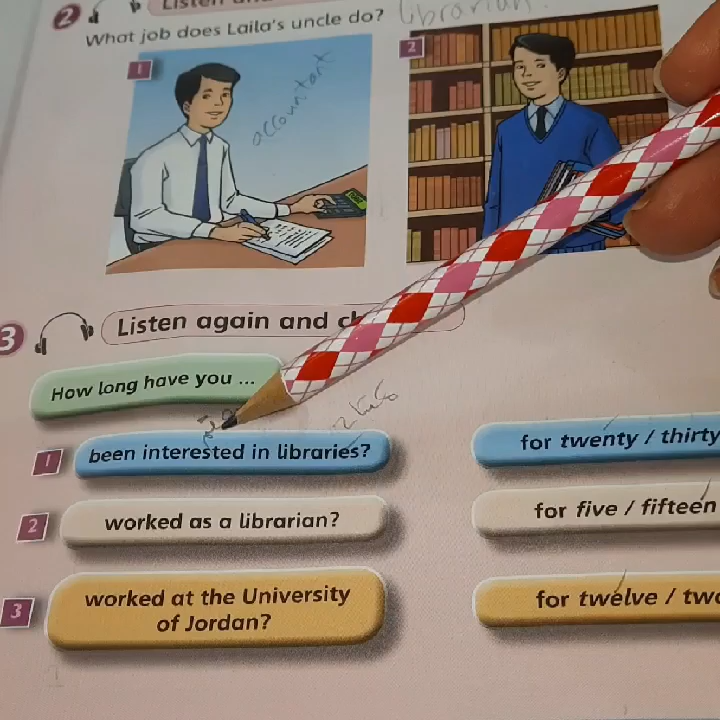 2 Listen
What job does Laila's uncle do? librarian.
1
accountant
2
3 Listen again and
How long have you ...
1 been interested in libraries?
for twenty / thirty
2 worked as a librarian?
for five / fifteen
3 worked at the University
of Jordan?
for twelve /